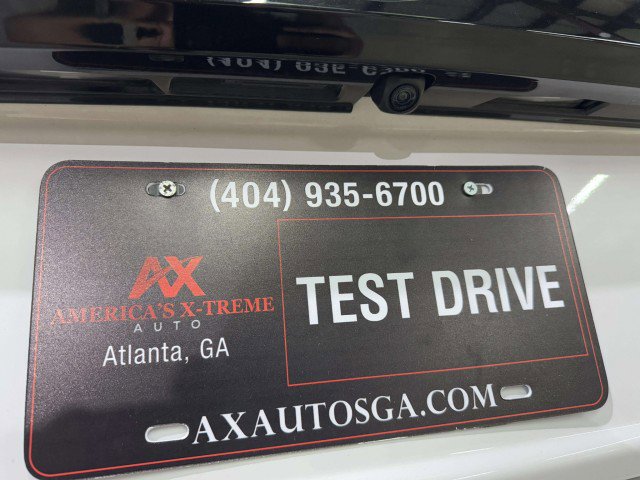 (404) 935-6700
AX
AMERICA'S X-TREME
AUTO
Atlanta, GA
TEST DRIVE
AXAUTOSGA.COM